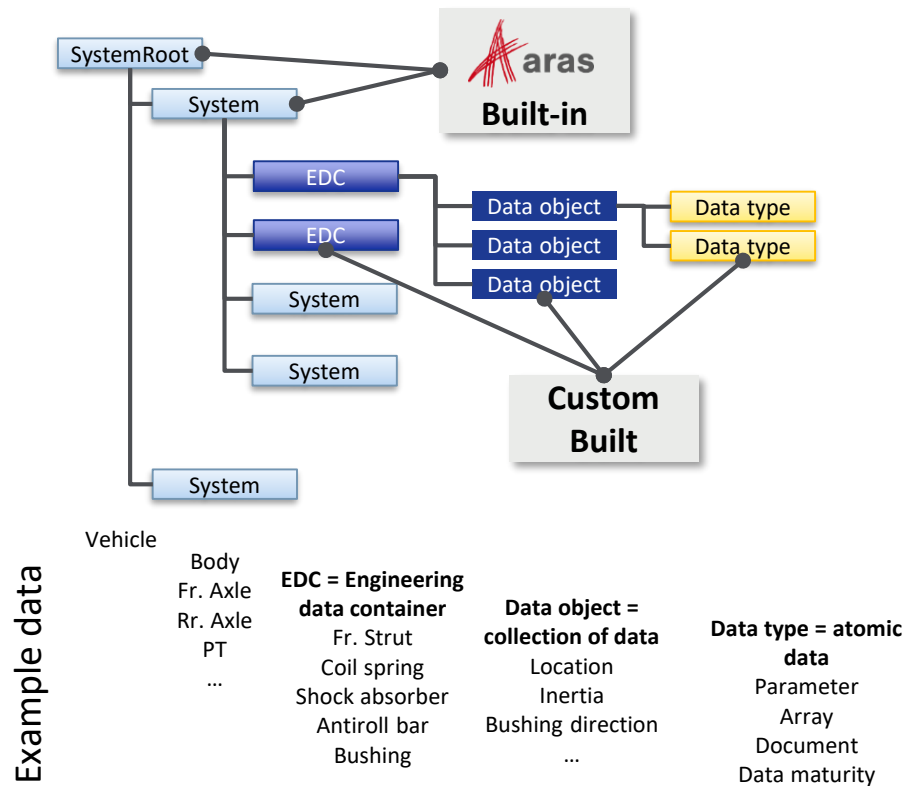 SystemRoot
aras
Built-in
System
EDC
Data object
Data type
EDC
Data object
Data type
Data object
System
System
Custom
Built
System
Example data
Vehicle
Body
Fr. Axle
Rr. Axle
PT
...
EDC = Engineering
data container
Fr. Strut
Coil spring
Shock absorber
Antiroll bar
Bushing
Data object =
collection of data
Location
Inertia
Bushing direction
...
Data type = atomic
data
Parameter
Array
Document
Data maturity